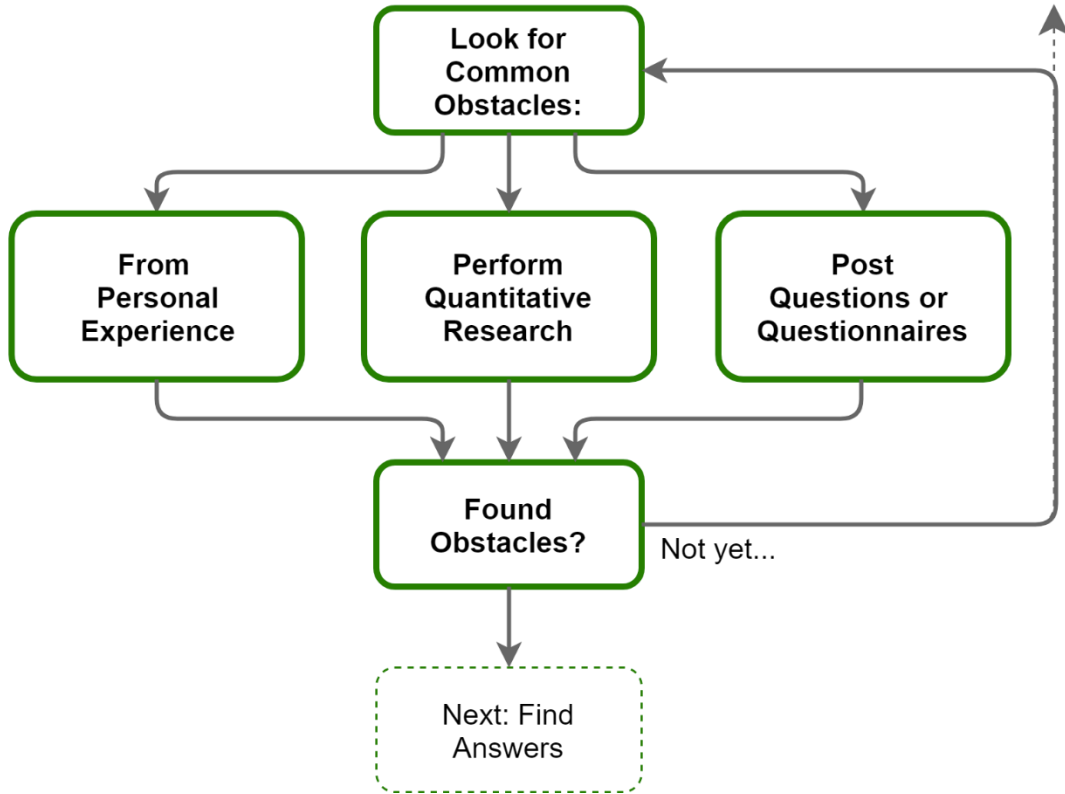 Look for
Common
Obstacles:
From
Personal
Experience
Perform
Quantitative
Research
Post
Questions or
Questionnaires
Found
Obstacles?
Not yet...
Next: Find
Answers